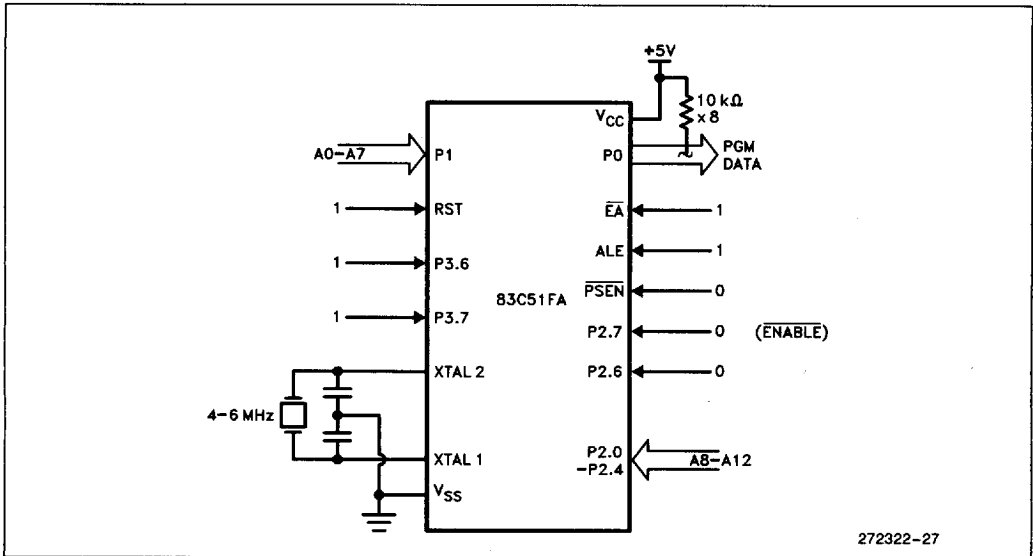 +5V
10 kΩ
x 8
VCC
A0-A7
P1
P0
PGM
DATA
1
RST
EA
1
1
P3.6
ALE
1
83C51FA
PSEN
0
1
P3.7
P2.7
0
(ENABLE)
XTAL 2
P2.6
0
4-6 MHz
XTAL 1
P2.0
-P2.4
A8-A12
VSS
272322-27